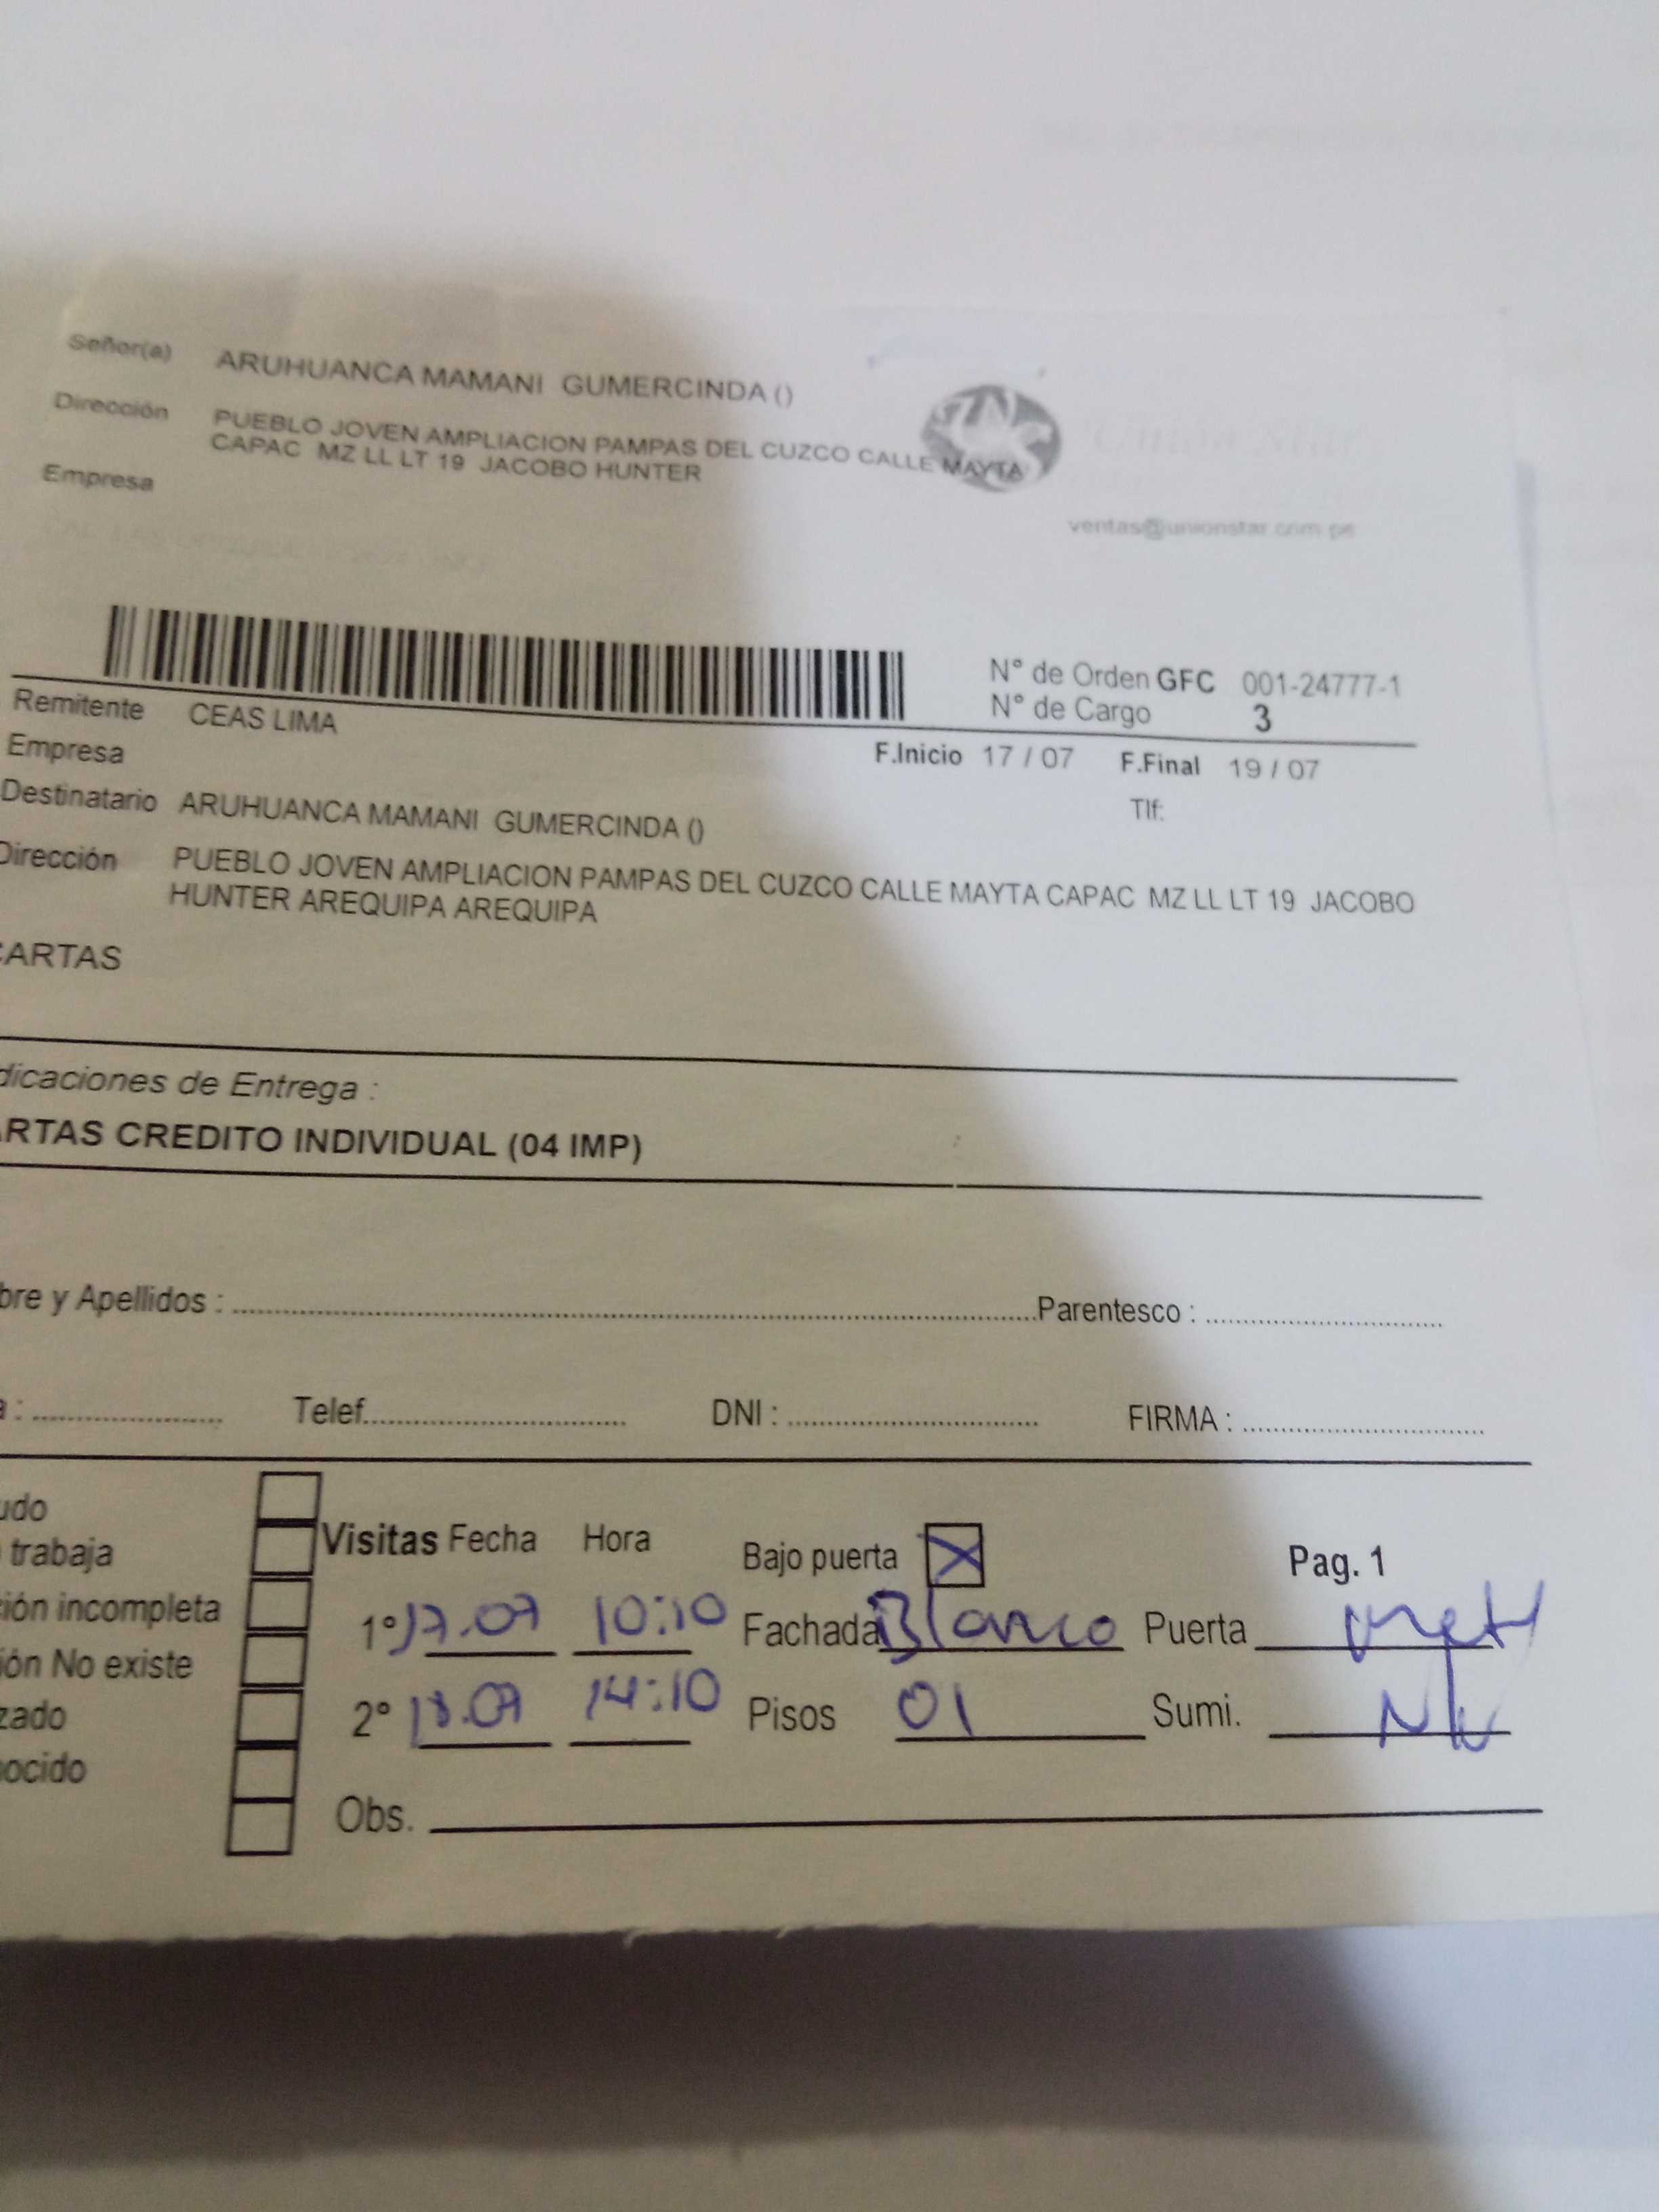 Señor(a) ARUHUANCA MAMANI GUMERCINDA ()
Dirección PUEBLO JOVEN AMPLIACION PAMPAS DEL CUZCO CALLE MAYTA
CAPAC MZ LL LT 19 JACOBO HUNTER
Empresa
Union Star
ventas@unionstar.com.pe
N° de Orden GFC 001-24777-1
N° de Cargo 3
Remitente CEAS LIMA
Empresa
F.Inicio 17 / 07 F.Final 19 / 07
Destinatario ARUHUANCA MAMANI GUMERCINDA ()
Tlf:
Dirección PUEBLO JOVEN AMPLIACION PAMPAS DEL CUZCO CALLE MAYTA CAPAC MZ LL LT 19 JACOBO
HUNTER AREQUIPA AREQUIPA
CARTAS
dicaciones de Entrega :
ARTAS CREDITO INDIVIDUAL (04 IMP)
bre y Apellidos : Parentesco :
a : Telef. DNI : FIRMA :
udo
trabaja
Visitas Fecha Hora Bajo puerta X Pag. 1
ción incompleta
1° 17.07 10:10 Fachada Blanco Puerta met
ión No existe
2° 18.07 14:10 Pisos 01 Sumi.
zado
ocido
Obs.